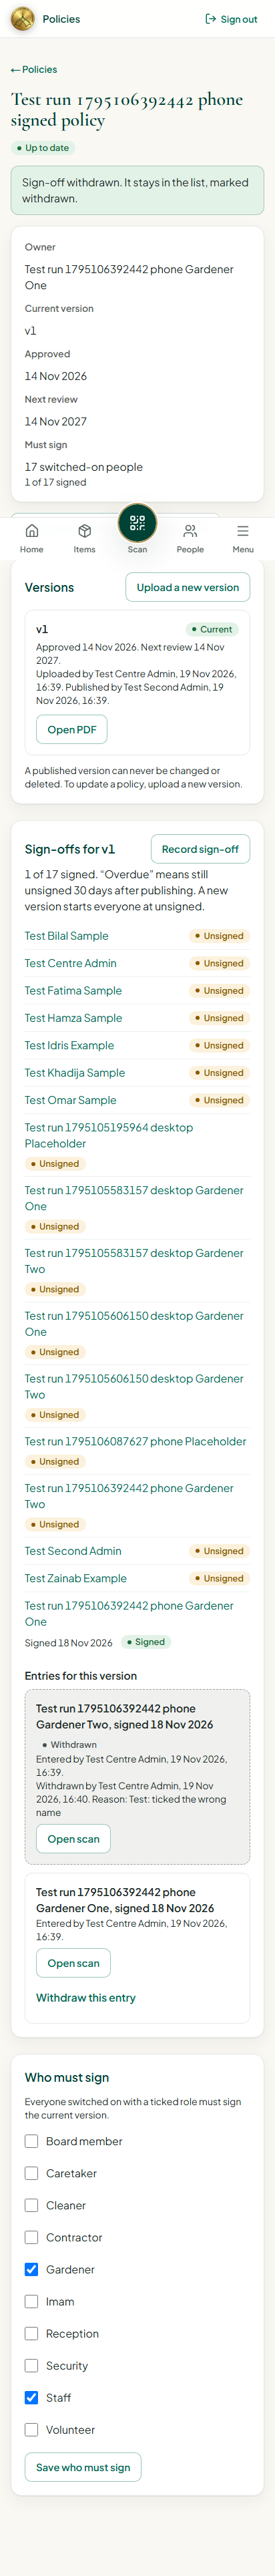 Policies
Sign out
← Policies
Test run 1795106392442 phone
signed policy
Up to date
Sign-off withdrawn. It stays in the list, marked
withdrawn.
Owner
Test run 1795106392442 phone Gardener
One
Current version
v1
Approved
14 Nov 2026
Next review
14 Nov 2027
Must sign
17 switched-on people
1 of 17 signed
Home
Items
Scan
People
Menu
Versions
Upload a new version
v1
Current
Approved 14 Nov 2026. Next review 14 Nov
2027.
Uploaded by Test Centre Admin, 19 Nov 2026,
16:39. Published by Test Second Admin, 19
Nov 2026, 16:39.
Open PDF
A published version can never be changed or
deleted. To update a policy, upload a new version.
Sign-offs for v1
Record sign-off
1 of 17 signed. “Overdue” means still
unsigned 30 days after publishing. A new
version starts everyone at unsigned.
Test Bilal Sample
Unsigned
Test Centre Admin
Unsigned
Test Fatima Sample
Unsigned
Test Hamza Sample
Unsigned
Test Idris Example
Unsigned
Test Khadija Sample
Unsigned
Test Omar Sample
Unsigned
Test run 1795105195964 desktop
Placeholder
Unsigned
Test run 1795105583157 desktop Gardener
One
Unsigned
Test run 1795105583157 desktop Gardener
Two
Unsigned
Test run 1795105606150 desktop Gardener
One
Unsigned
Test run 1795105606150 desktop Gardener
Two
Unsigned
Test run 1795106087627 phone Placeholder
Unsigned
Test run 1795106392442 phone Gardener
Two
Unsigned
Test Second Admin
Unsigned
Test Zainab Example
Unsigned
Test run 1795106392442 phone Gardener
One
Signed 18 Nov 2026
Signed
Entries for this version
Test run 1795106392442 phone
Gardener Two, signed 18 Nov 2026
Withdrawn
Entered by Test Centre Admin, 19 Nov 2026,
16:39.
Withdrawn by Test Centre Admin, 19 Nov
2026, 16:40. Reason: Test: ticked the wrong
name
Open scan
Test run 1795106392442 phone
Gardener One, signed 18 Nov 2026
Entered by Test Centre Admin, 19 Nov 2026,
16:39.
Open scan
Withdraw this entry
Who must sign
Everyone switched on with a ticked role must sign
the current version.
Board member
Caretaker
Cleaner
Contractor
Gardener
Imam
Reception
Security
Staff
Volunteer
Save who must sign